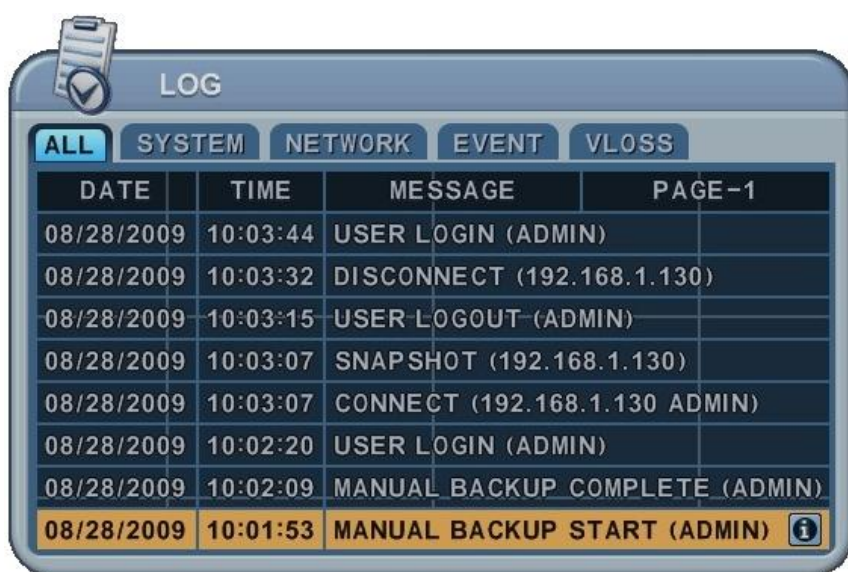 LOG
ALL SYSTEM NETWORK EVENT VLOSS
DATE TIME MESSAGE PAGE-1
08/28/2009 10:03:44 USER LOGIN (ADMIN)
08/28/2009 10:03:32 DISCONNECT (192.168.1.130)
08/28/2009 10:03:15 USER LOGOUT (ADMIN)
08/28/2009 10:03:07 SNAPSHOT (192.168.1.130)
08/28/2009 10:03:07 CONNECT (192.168.1.130 ADMIN)
08/28/2009 10:02:20 USER LOGIN (ADMIN)
08/28/2009 10:02:09 MANUAL BACKUP COMPLETE (ADMIN)
08/28/2009 10:01:53 MANUAL BACKUP START (ADMIN)